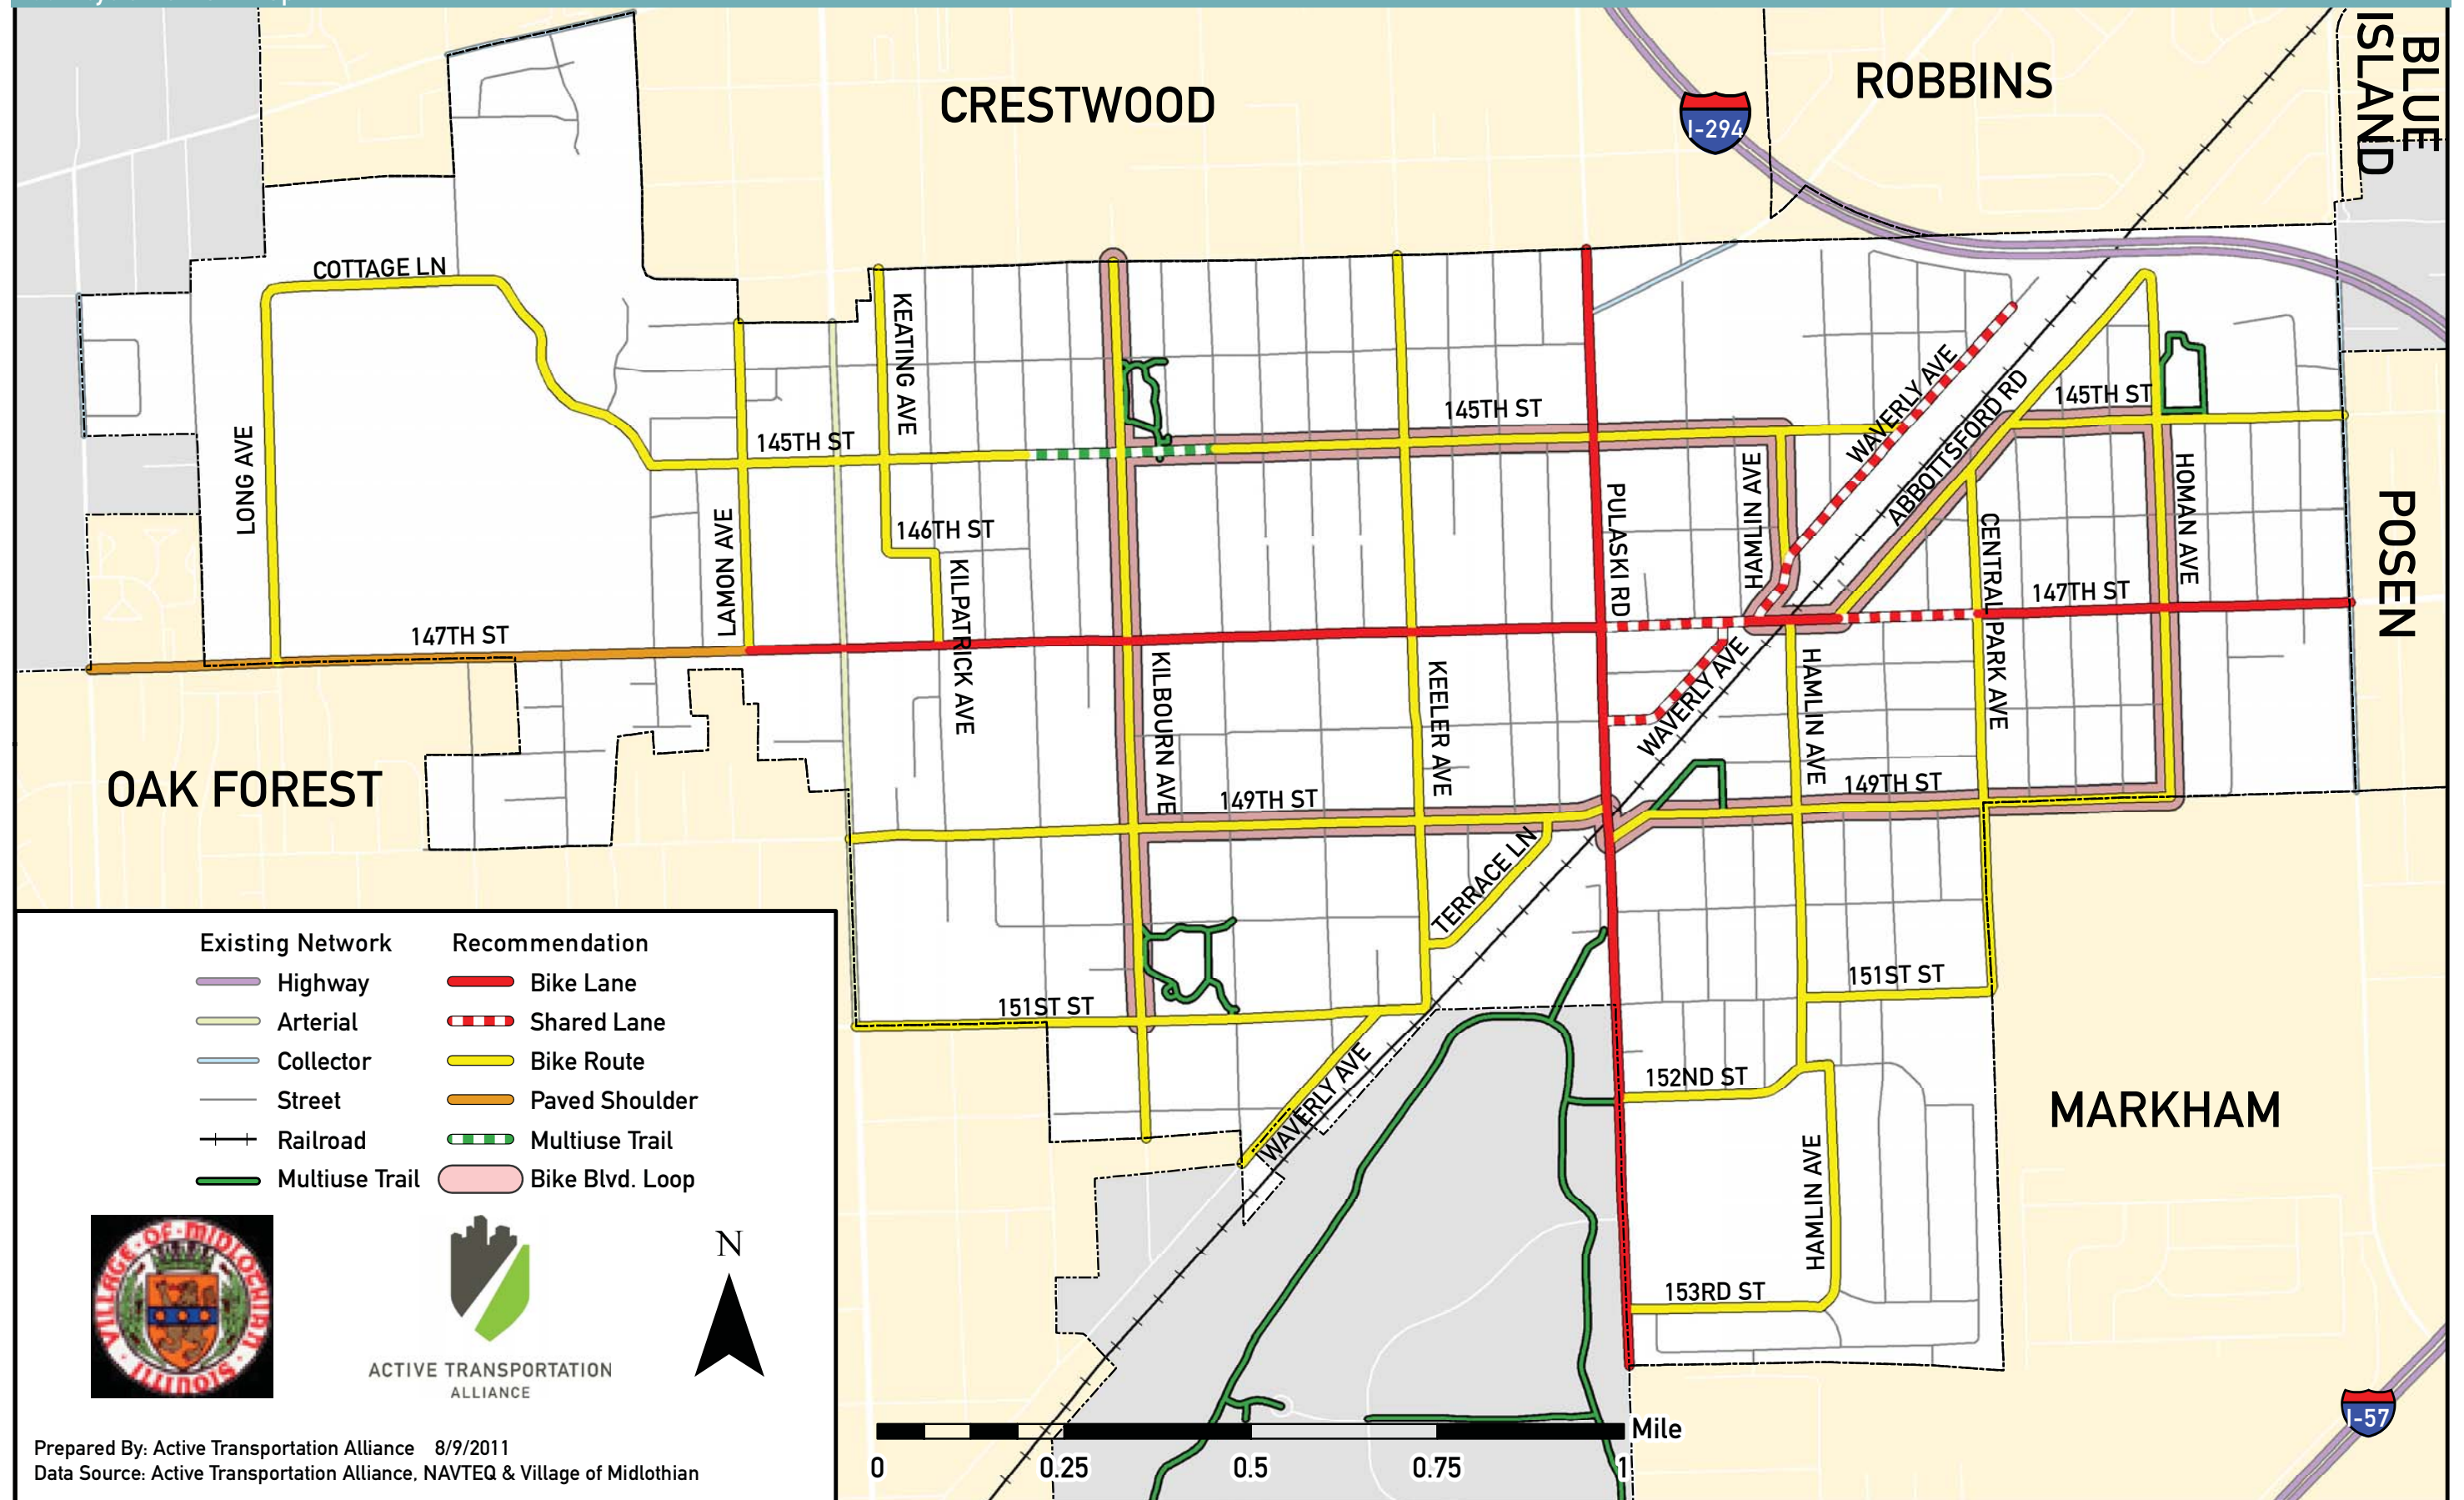 CRESTWOOD
ROBBINS
BLUE
ISLAND
I-294
COTTAGE LN
KEATING AVE
WAVERLY AVE
ABBOTTSFORD RD
145TH ST
145TH ST
145TH ST
LONG AVE
LAMON AVE
146TH ST
KILPATRICK AVE
PULASKI RD
HAMLIN AVE
CENTRAL PARK AVE
HOMAN AVE
POSEN
147TH ST
147TH ST
KILBOURN AVE
KEELER AVE
WAVERLY AVE
HAMLIN AVE
OAK FOREST
149TH ST
149TH ST
TERRACE LN
151ST ST
151ST ST
WAVERLY AVE
152ND ST
MARKHAM
HAMLIN AVE
153RD ST
I-57
Existing Network
Highway
Arterial
Collector
Street
Railroad
Multiuse Trail
Recommendation
Bike Lane
Shared Lane
Bike Route
Paved Shoulder
Multiuse Trail
Bike Blvd. Loop
VILLAGE·OF·MIDLOTHIAN
ILLINOIS
ACTIVE TRANSPORTATION
ALLIANCE
N
Mile
0 0.25 0.5 0.75 1
Prepared By: Active Transportation Alliance 8/9/2011
Data Source: Active Transportation Alliance, NAVTEQ & Village of Midlothian